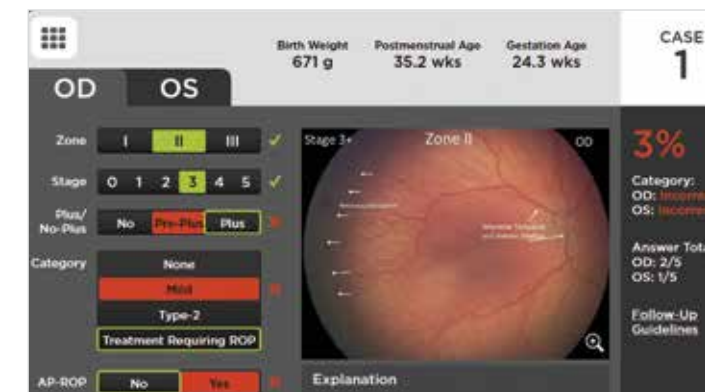 Birth Weight
671 g
Postmenstrual Age
35.2 wks
Gestation Age
24.3 wks
CASE
1
OD
OS
Zone
I II III
Stage
0 1 2 3 4 5
Plus/
No-Plus
No Pre-Plus Plus
Category
None
Mild
Type-2
Treatment Requiring ROP
AP-ROP
No Yes
Stage 3+
Zone II
OD
Explanation
3%
Category:
OD: Incorrect
OS: Incorrect
Answer Total
OD: 2/5
OS: 1/5
Follow-Up
Guidelines